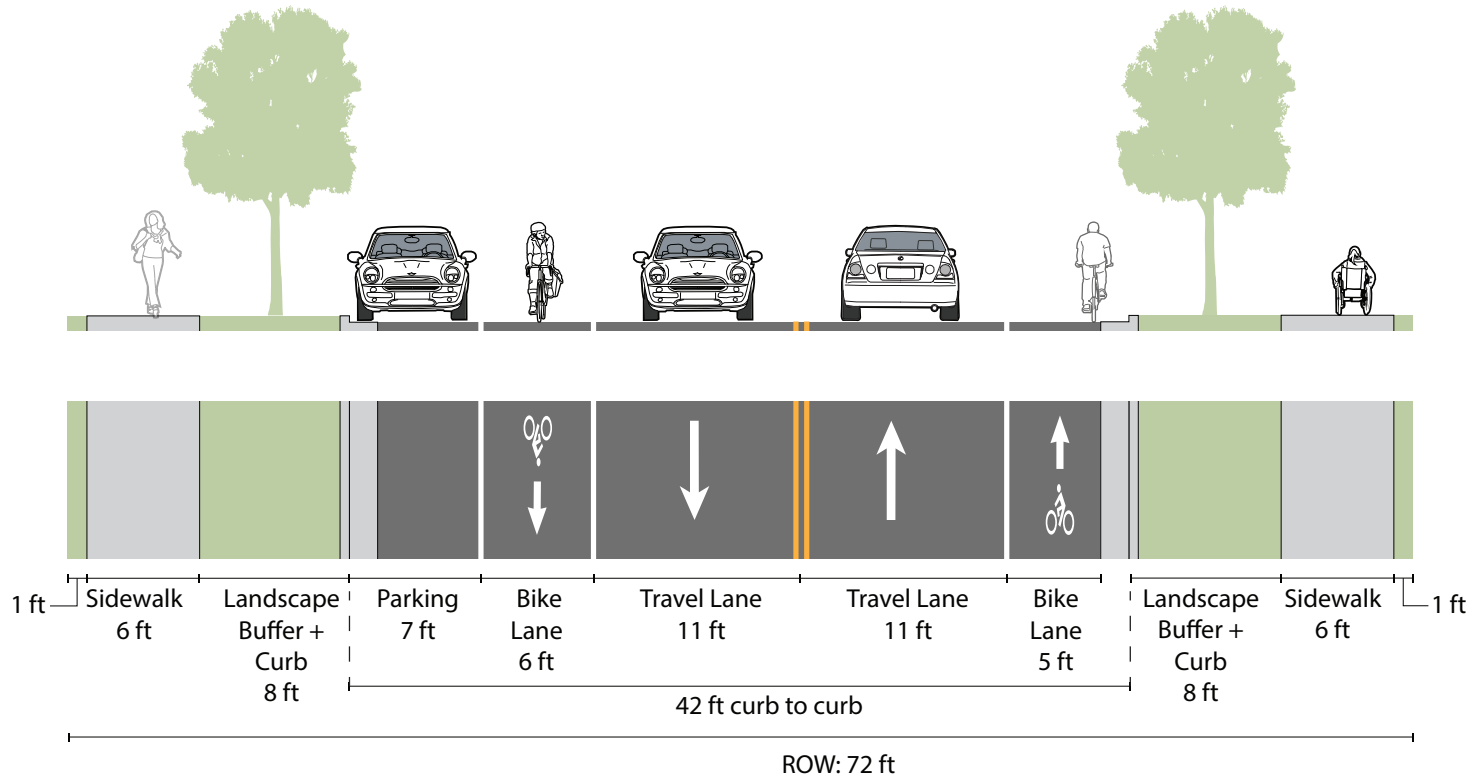 1 ft
Sidewalk
6 ft
Landscape
Buffer +
Curb
8 ft
Parking
7 ft
Bike
Lane
6 ft
Travel Lane
11 ft
Travel Lane
11 ft
Bike
Lane
5 ft
Landscape
Buffer +
Curb
8 ft
Sidewalk
6 ft
1 ft
42 ft curb to curb
ROW: 72 ft